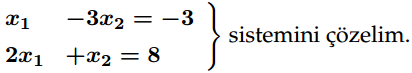 x₁ −3x₂ = −3
2x₁ +x₂ = 8
} sistemini çözelim.